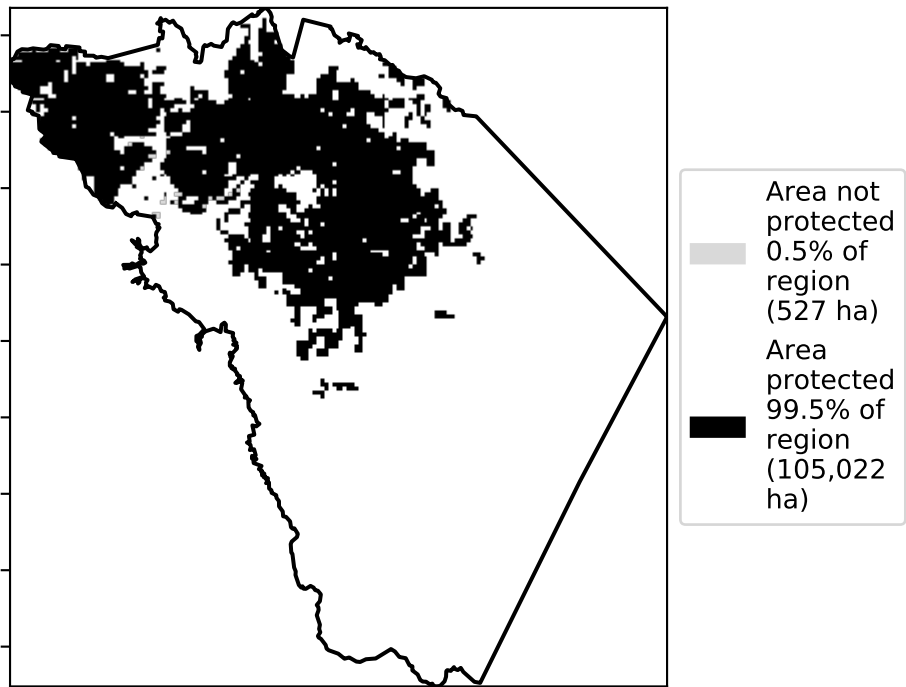 Area not
protected
0.5% of
region
(527 ha)
Area
protected
99.5% of
region
(105,022
ha)